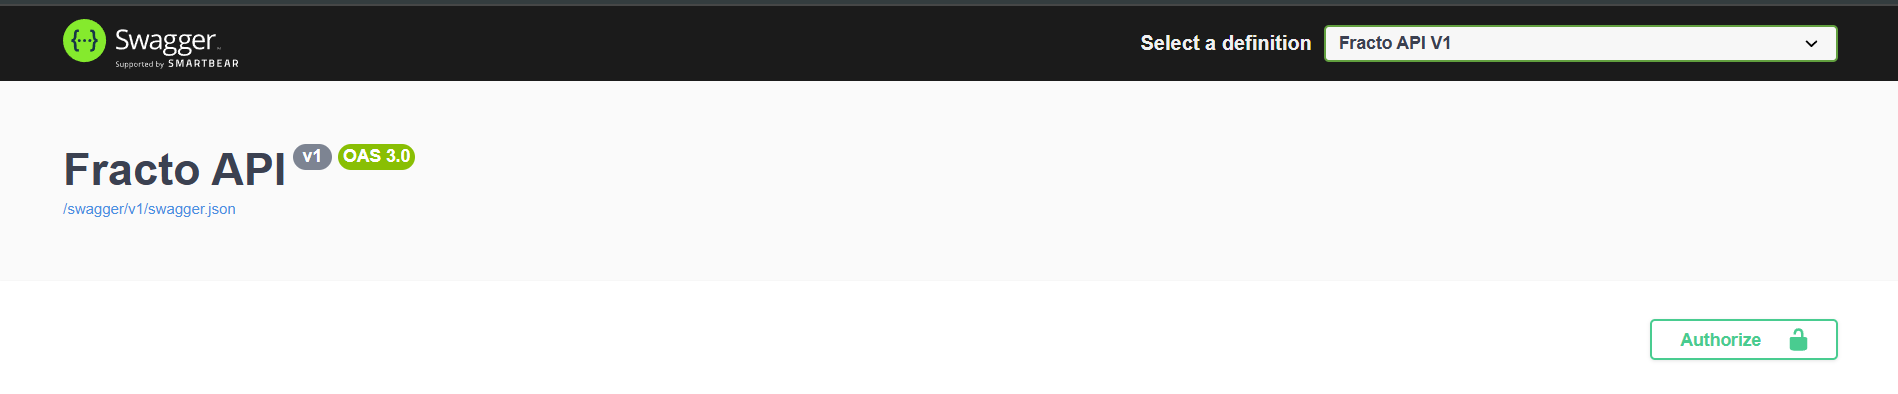 {···} Swagger
Supported by SMARTBEAR
Select a definition
Fracto API V1
Fracto API v1 OAS 3.0
/swagger/v1/swagger.json
Authorize